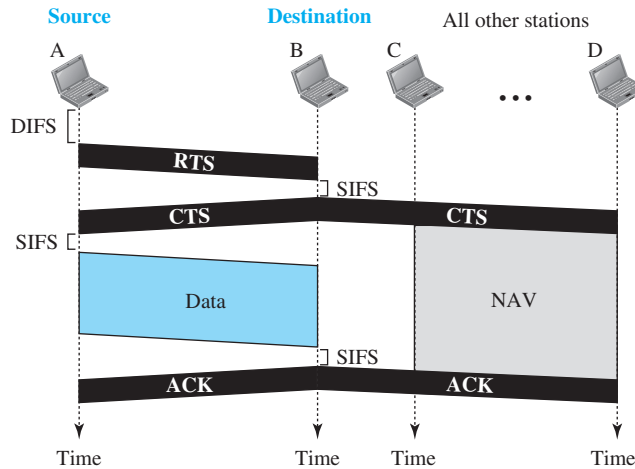 Source
Destination
All other stations
A
B
C
D
DIFS
RTS
SIFS
CTS
CTS
SIFS
Data
NAV
SIFS
ACK
ACK
Time
Time
Time
Time